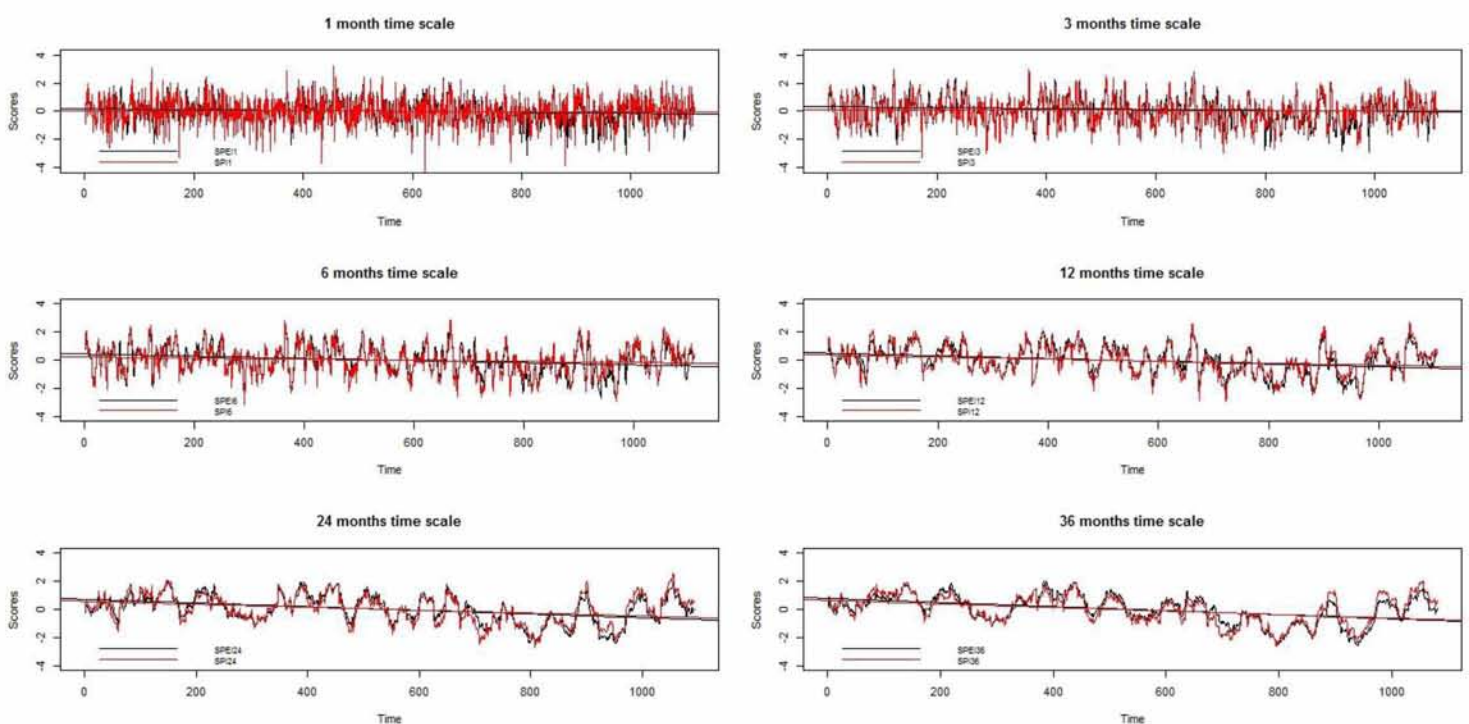 1 month time scale
Scores
4
2
0
-2
-4
SPEI1
SPI1
0 200 400 600 800 1000
Time
3 months time scale
Scores
4
2
0
-2
-4
SPEI3
SPI3
0 200 400 600 800 1000
Time
6 months time scale
Scores
4
2
0
-2
-4
SPEI6
SPI6
0 200 400 600 800 1000
Time
12 months time scale
Scores
4
2
0
-2
-4
SPEI12
SPI12
0 200 400 600 800 1000
Time
24 months time scale
Scores
4
2
0
-2
-4
SPEI24
SPI24
0 200 400 600 800 1000
Time
36 months time scale
Scores
4
2
0
-2
-4
SPEI36
SPI36
0 200 400 600 800 1000
Time